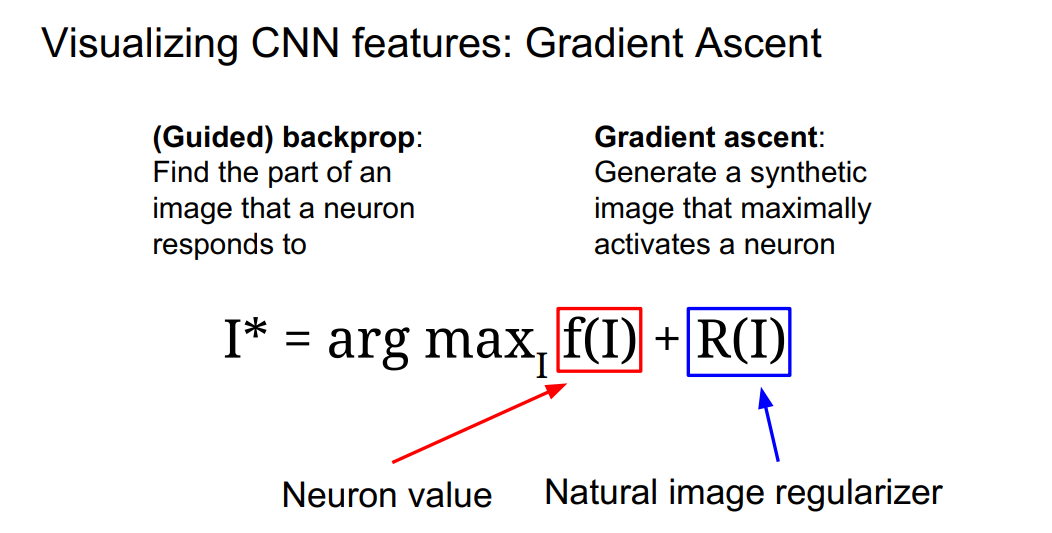 Visualizing CNN features: Gradient Ascent
(Guided) backprop:
Find the part of an
image that a neuron
responds to
Gradient ascent:
Generate a synthetic
image that maximally
activates a neuron
I* = arg max_I f(I) + R(I)
Neuron value
Natural image regularizer